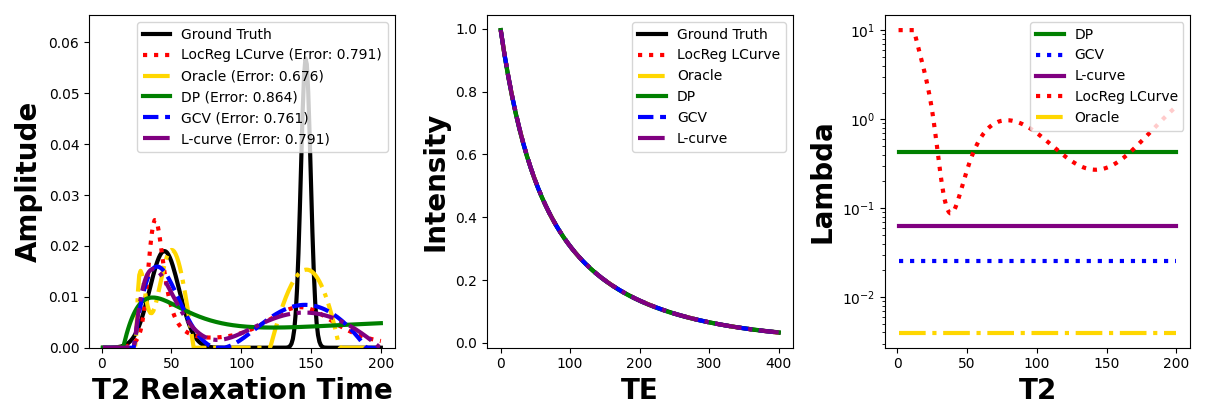 0.06
0.05
0.04
0.03
0.02
0.01
0.00
Amplitude
Ground Truth
LocReg LCurve (Error: 0.791)
Oracle (Error: 0.676)
DP (Error: 0.864)
GCV (Error: 0.761)
L-curve (Error: 0.791)
0 50 100 150 200
T2 Relaxation Time
1.0
0.8
0.6
0.4
0.2
0.0
Intensity
Ground Truth
LocReg LCurve
Oracle
DP
GCV
L-curve
0 100 200 300 400
TE
10¹
10⁰
10⁻¹
10⁻²
Lambda
DP
GCV
L-curve
LocReg LCurve
Oracle
0 50 100 150 200
T2